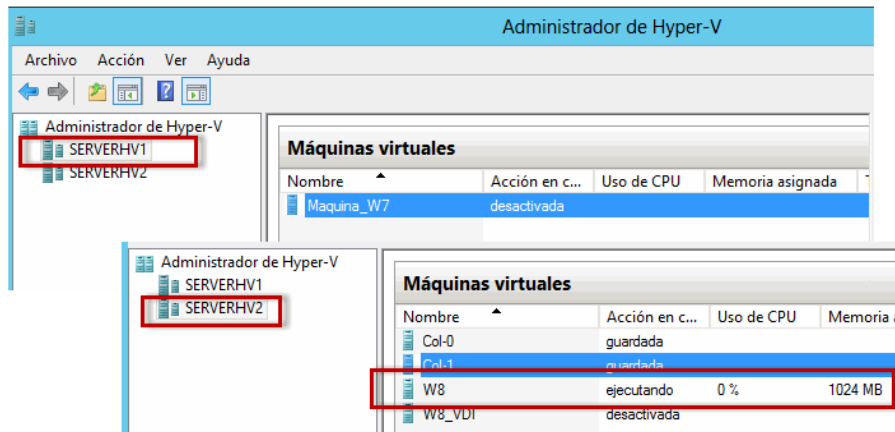 Administrador de Hyper-V
Archivo Acción Ver Ayuda
Administrador de Hyper-V
SERVERHV1
SERVERHV2
Máquinas virtuales
Nombre Acción en c... Uso de CPU Memoria asignada
Maquina_W7 desactivada
Administrador de Hyper-V
SERVERHV1
SERVERHV2
Máquinas virtuales
Nombre Acción en c... Uso de CPU Memoria
Col-0 guardada
Col-1 guardada
W8 ejecutando 0 % 1024 MB
W8_VDI desactivada